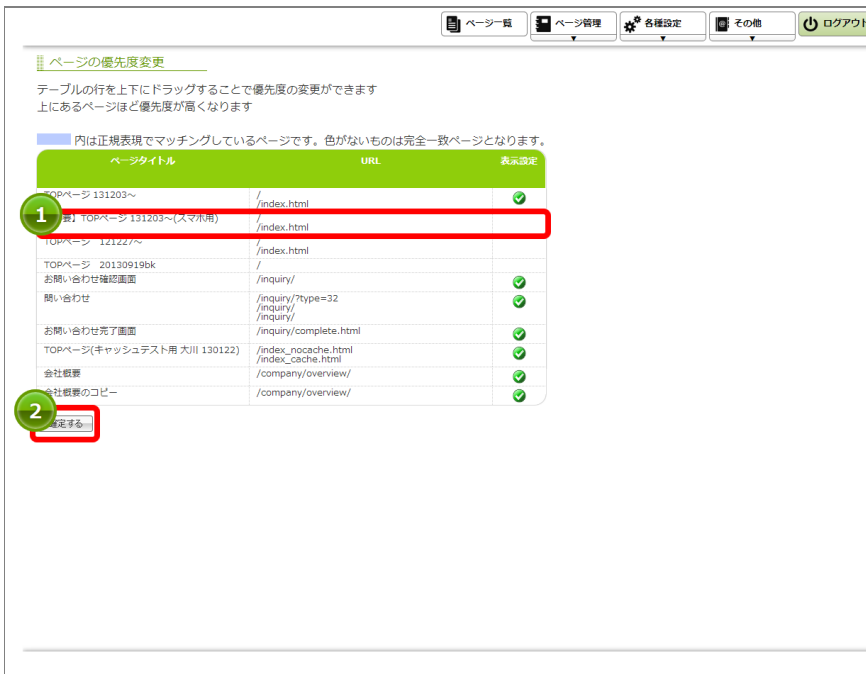 ページ一覧
ページ管理
各種設定
その他
ログアウト
ページの優先度変更
テーブルの行を上下にドラッグすることで優先度の変更ができます
上にあるページほど優先度が高くなります
内は正規表現でマッチングしているページです。色がないものは完全一致ページとなります。
ページタイトル URL 表示設定
TOPページ 131203～ /
/index.html
1
】TOPページ 131203～(スマホ用) /
/index.html
TOPページ　121227～ /
/index.html
TOPページ　20130919bk /
お問い合わせ確認画面 /inquiry/
問い合わせ /inquiry/?type=32
/inquiry/
/inquiry/
お問い合わせ完了画面 /inquiry/complete.html
TOPページ(キャッシュテスト用 大川 130122) /index_nocache.html
/index_cache.html
会社概要 /company/overview/
会社概要のコピー /company/overview/
2
確定する